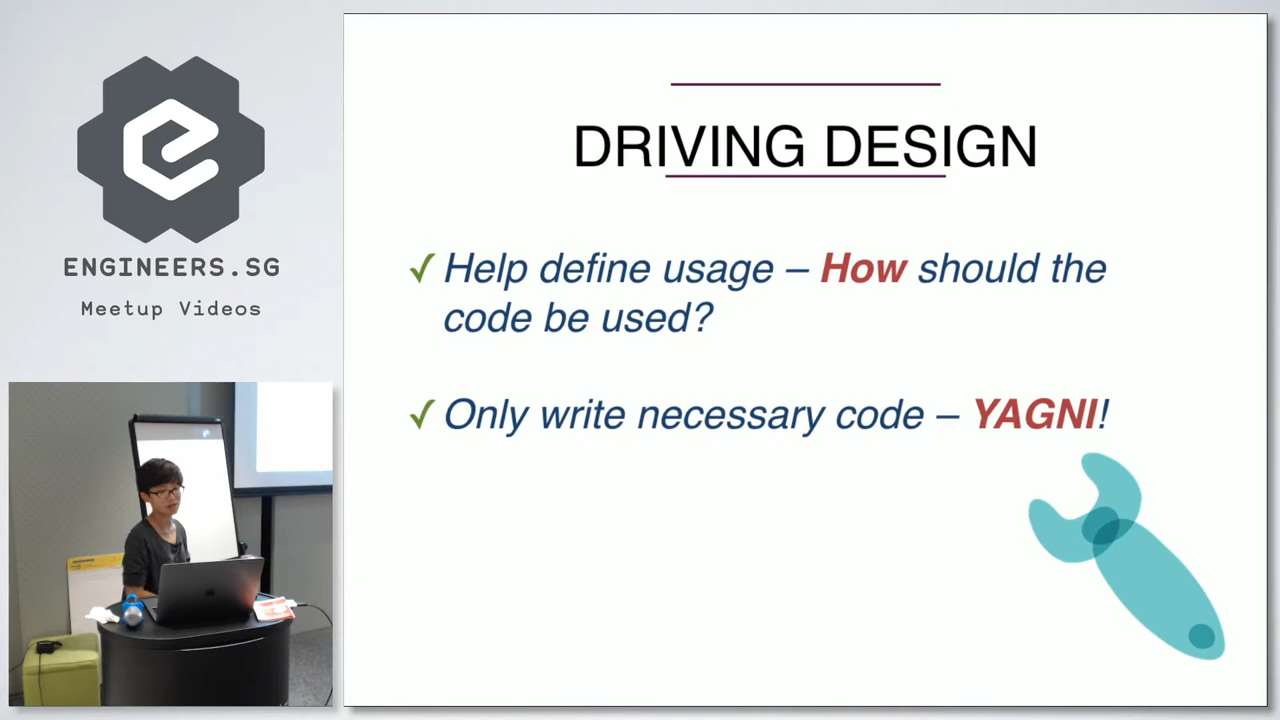 ENGINEERS.SG
Meetup Videos
DRIVING DESIGN
✓ Help define usage – How should the
code be used?
✓ Only write necessary code – YAGNI!